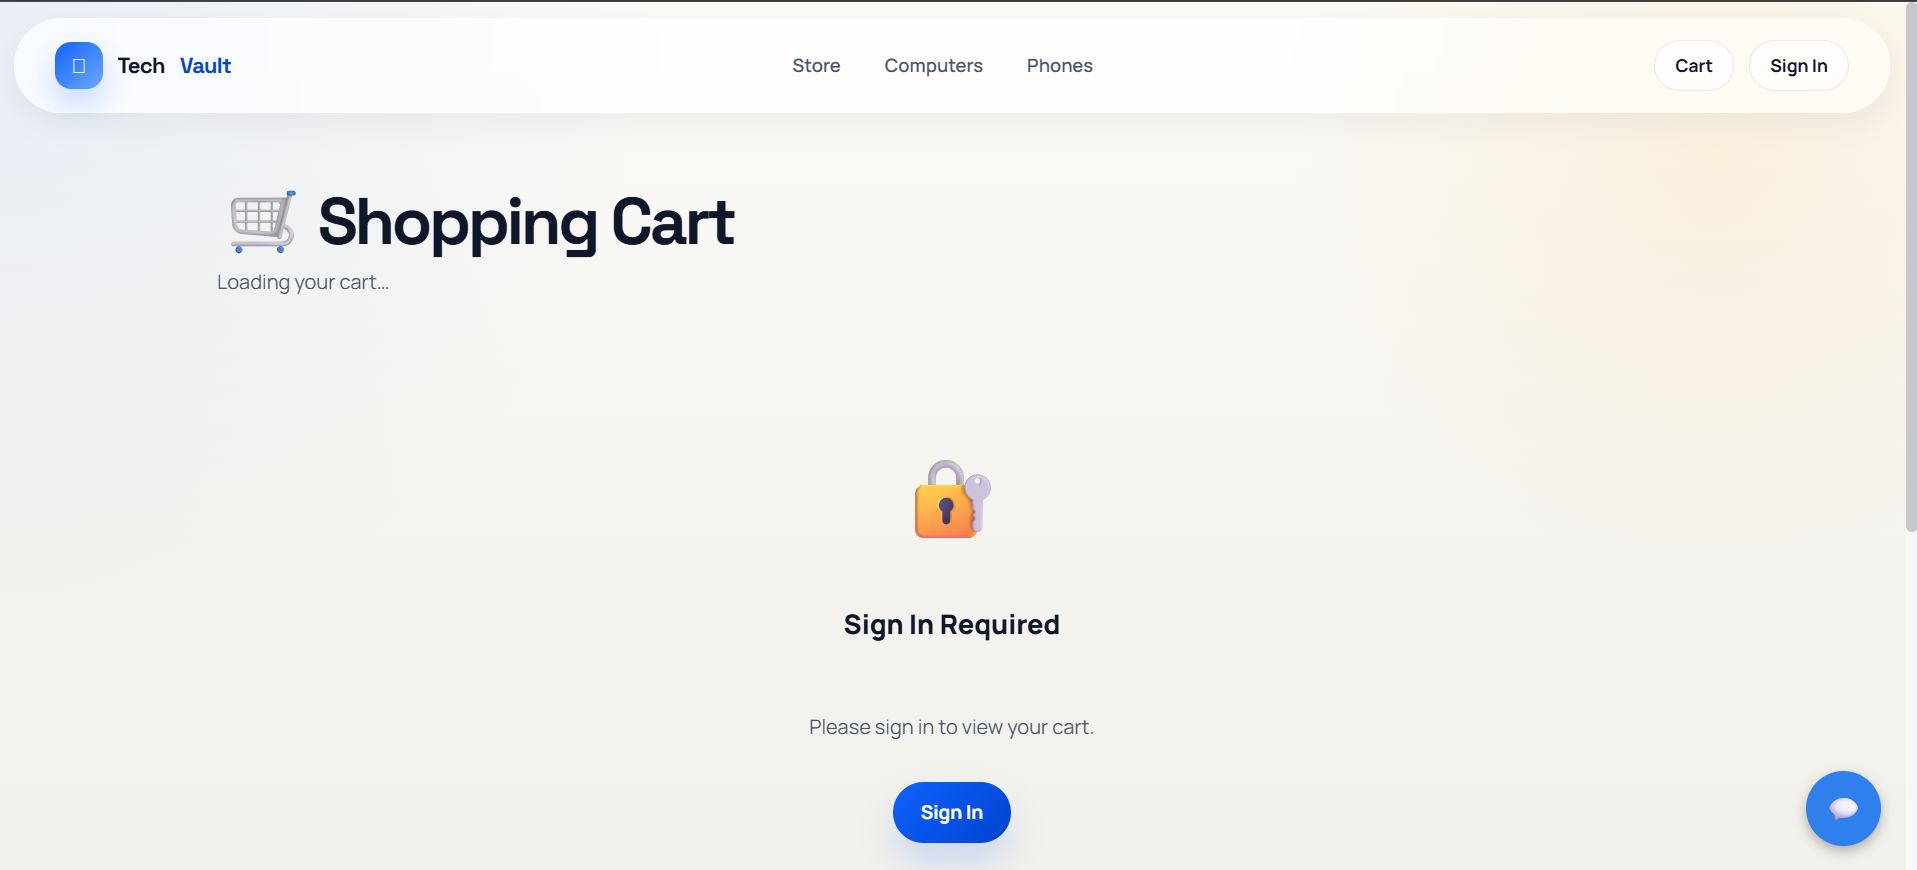 Tech Vault
Store
Computers
Phones
Cart
Sign In
Shopping Cart
Loading your cart...
Sign In Required
Please sign in to view your cart.
Sign In